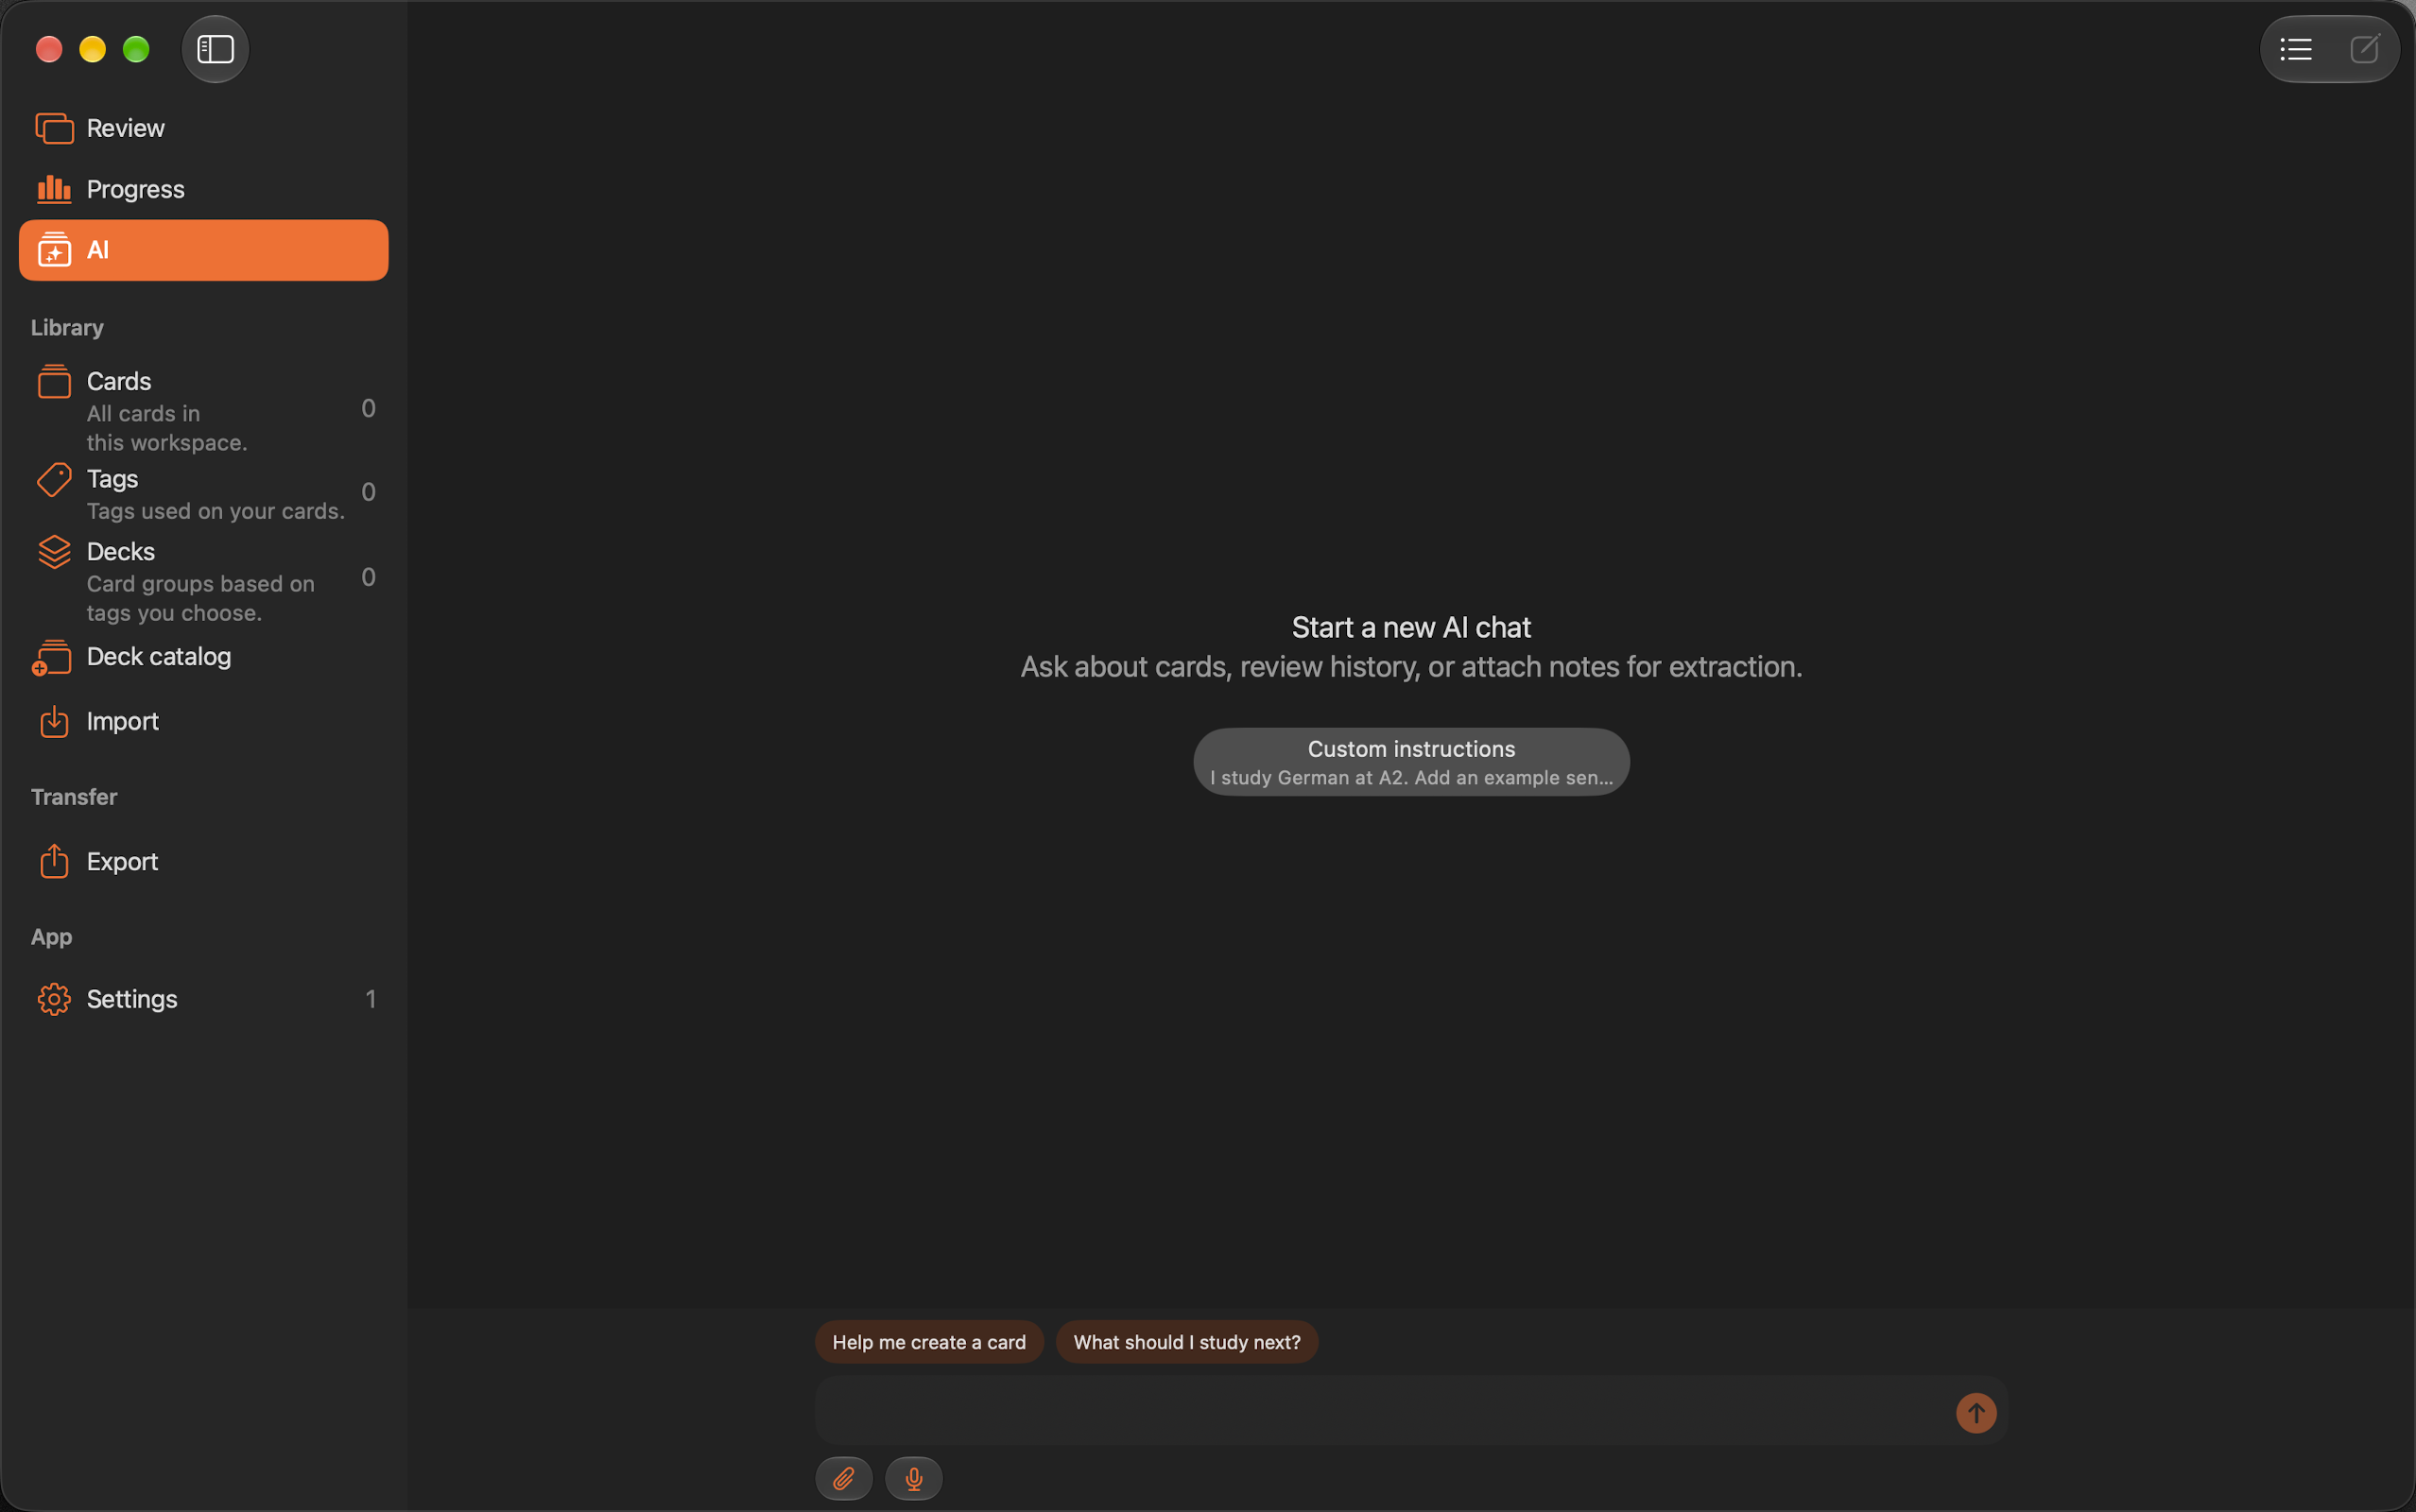 Review
Progress
AI
Library
Cards
All cards in
this workspace.
0
Tags
Tags used on your cards.
0
Decks
Card groups based on
tags you choose.
0
Deck catalog
Import
Transfer
Export
App
Settings
1
Start a new AI chat
Ask about cards, review history, or attach notes for extraction.
Custom instructions
I study German at A2. Add an example sen...
Help me create a card
What should I study next?